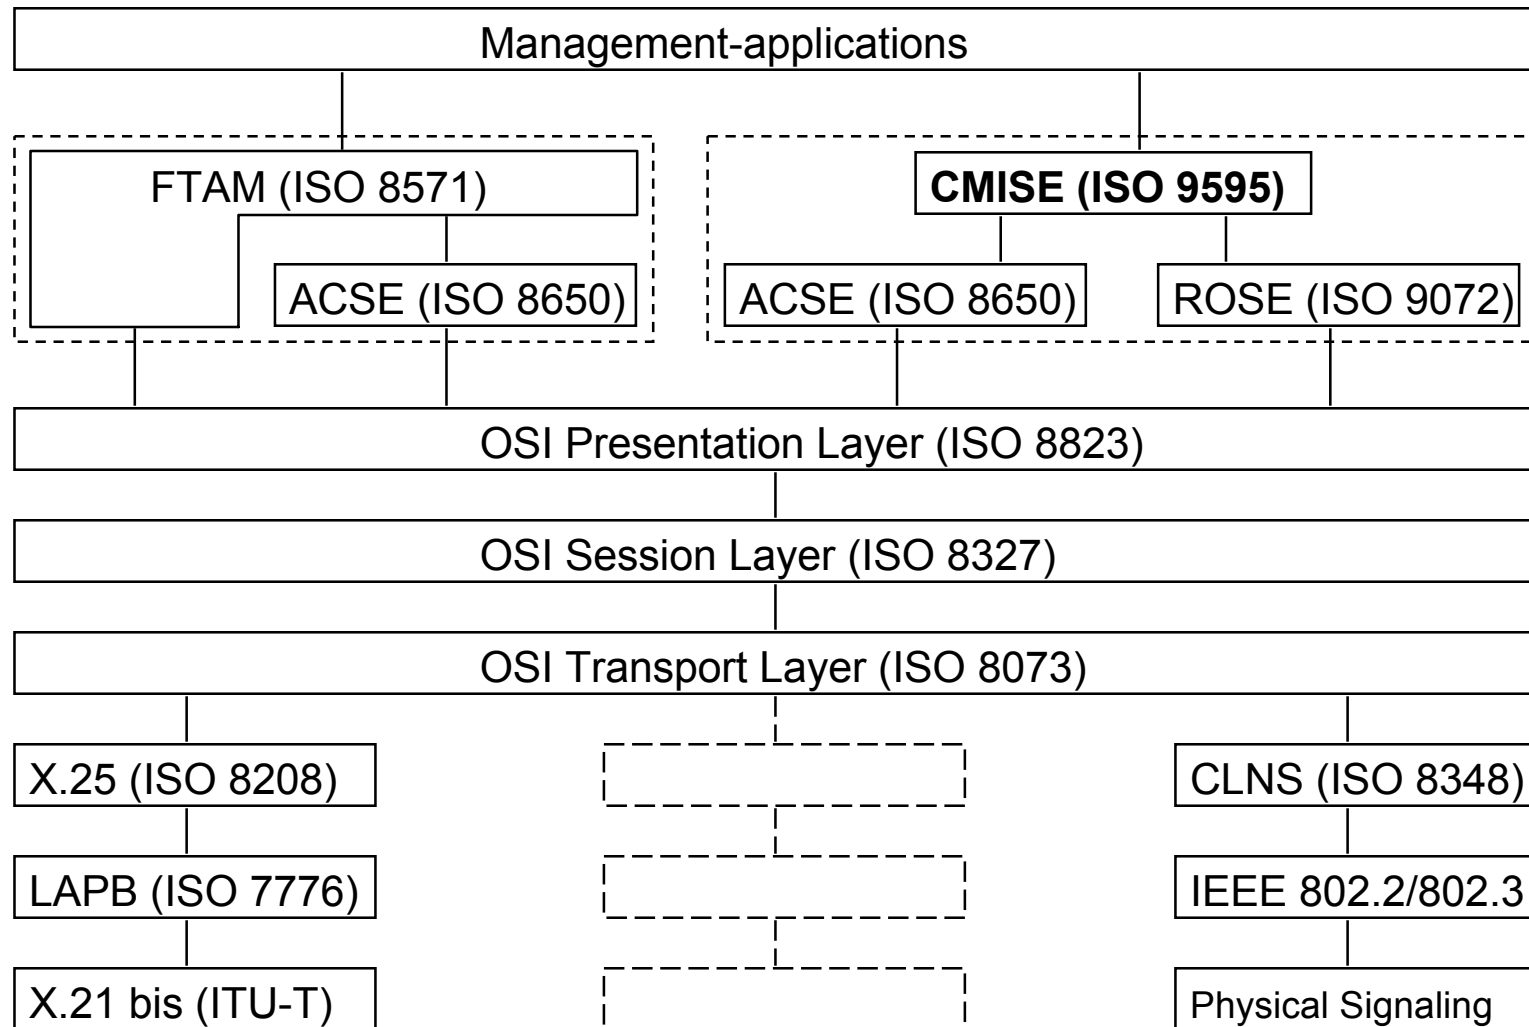 Management-applications
FTAM (ISO 8571)
CMISE (ISO 9595)
ACSE (ISO 8650)
ACSE (ISO 8650)
ROSE (ISO 9072)
OSI Presentation Layer (ISO 8823)
OSI Session Layer (ISO 8327)
OSI Transport Layer (ISO 8073)
X.25 (ISO 8208)
CLNS (ISO 8348)
LAPB (ISO 7776)
IEEE 802.2/802.3
X.21 bis (ITU-T)
Physical Signaling